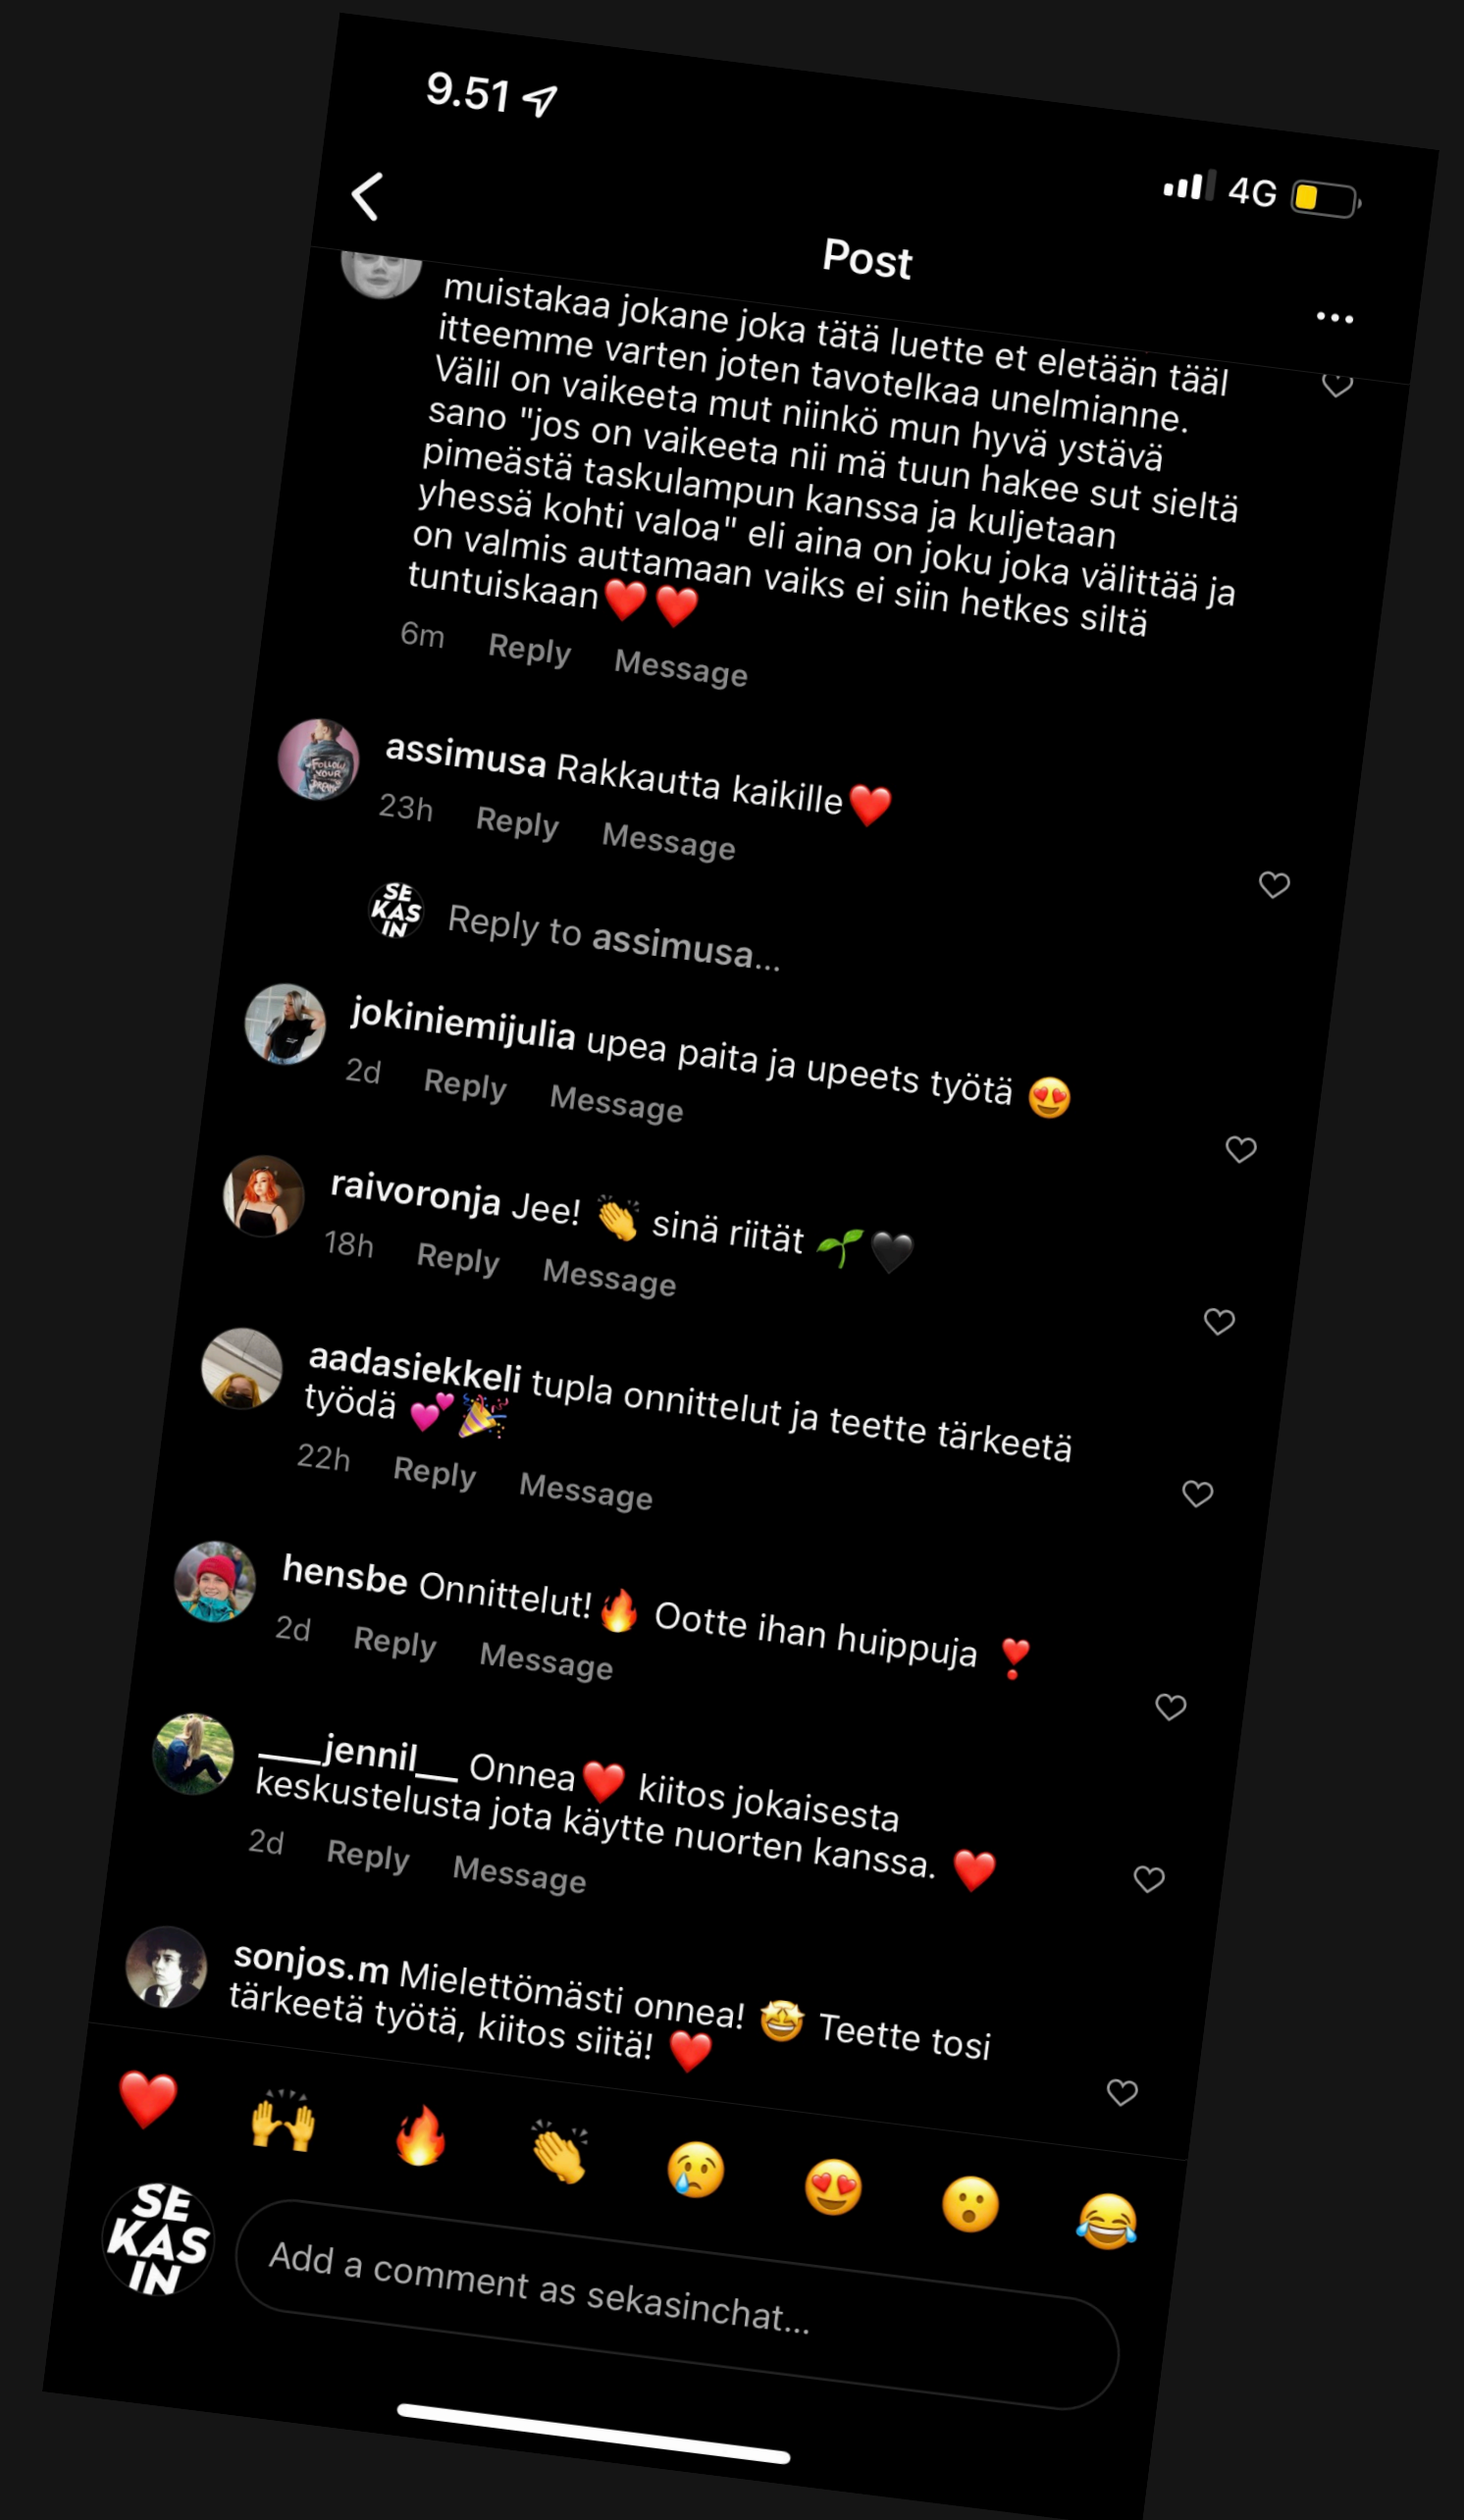 9.51
4G
Post
muistakaa jokane joka tätä luette et eletään tääl
itteemme varten joten tavotelkaa unelmianne.
Välil on vaikeeta mut niinkö mun hyvä ystävä
sano "jos on vaikeeta nii mä tuun hakee sut sieltä
pimeästä taskulampun kanssa ja kuljetaan
yhessä kohti valoa" eli aina on joku joka välittää ja
on valmis auttamaan vaiks ei siin hetkes siltä
tuntuiskaan❤️❤️
6m Reply Message
FOLLOW
YOUR
assimusa Rakkautta kaikille❤️
23h Reply Message
SE
KAS
IN
Reply to assimusa...
jokiniemijulia upea paita ja upeets työtä 😍
2d Reply Message
raivoronja Jee! 👏 sinä riität 🌱🖤
18h Reply Message
aadasiekkeli tupla onnittelut ja teette tärkeetä
työdä 💕🎉
22h Reply Message
hensbe Onnittelut!🔥 Ootte ihan huippuja ❣️
2d Reply Message
___jennil__ Onnea❤️ kiitos jokaisesta
keskustelusta jota käytte nuorten kanssa. ❤️
2d Reply Message
sonjos.m Mielettömästi onnea! 🤩 Teette tosi
tärkeetä työtä, kiitos siitä! ❤️
❤️ 🙌 🔥 👏 😢 😍 😮 😂
SE
KAS
IN
Add a comment as sekasinchat...